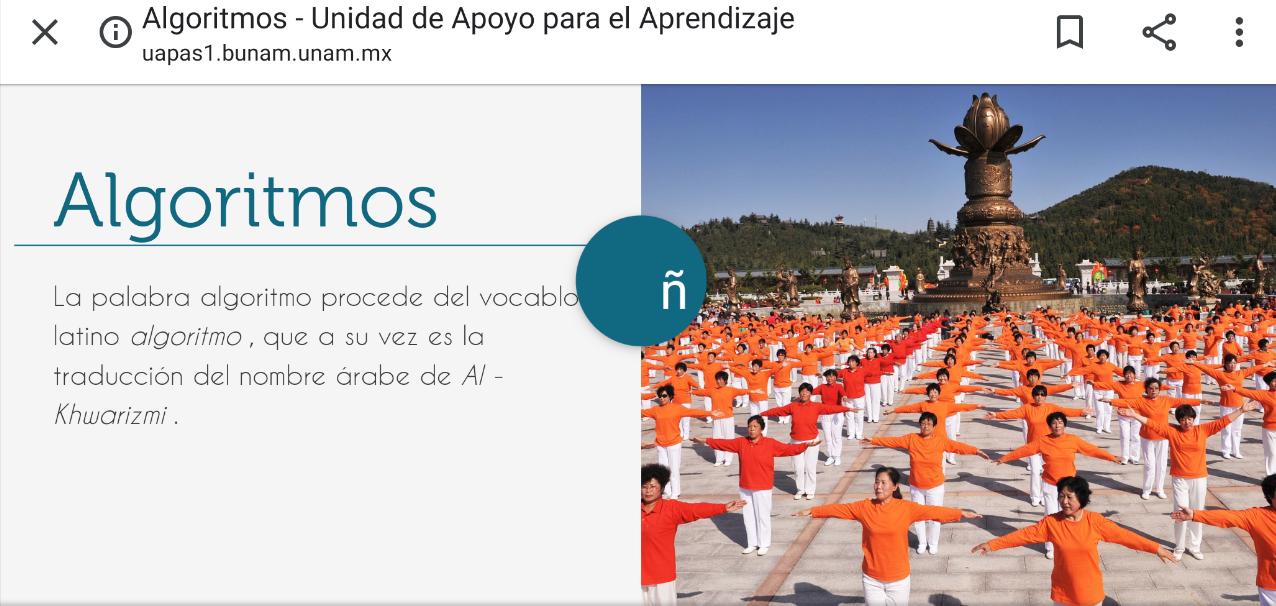 Algoritmos - Unidad de Apoyo para el Aprendizaje
uapas1.bunam.unam.mx
Algoritmos
ñ
La palabra algoritmo procede del vocablo
latino algoritmo , que a su vez es la
traducción del nombre árabe de Al -
Khwarizmi .